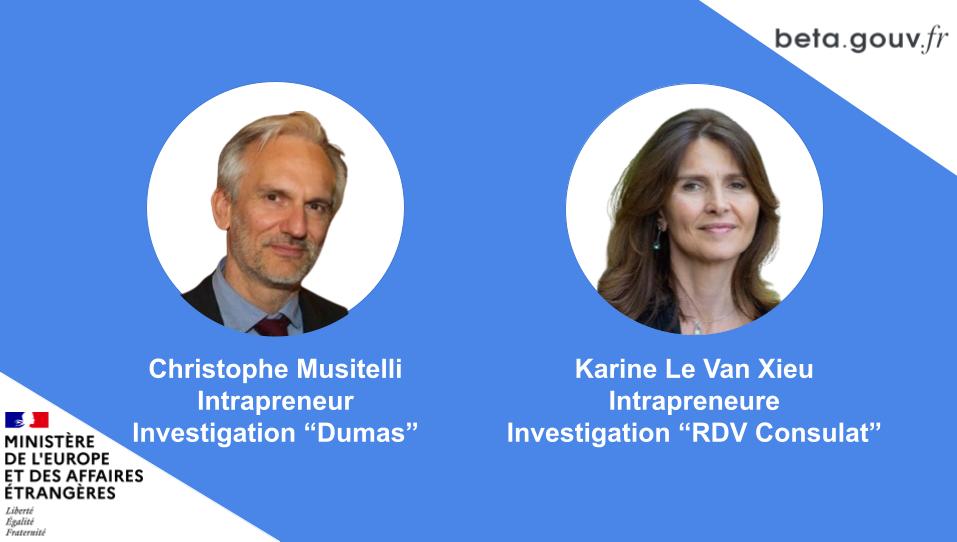 beta.gouv.fr
Christophe Musitelli
Intrapreneur
Investigation “Dumas”
Karine Le Van Xieu
Intrapreneure
Investigation “RDV Consulat”
MINISTÈRE
DE L'EUROPE
ET DES AFFAIRES
ÉTRANGÈRES
Liberté
Égalité
Fraternité